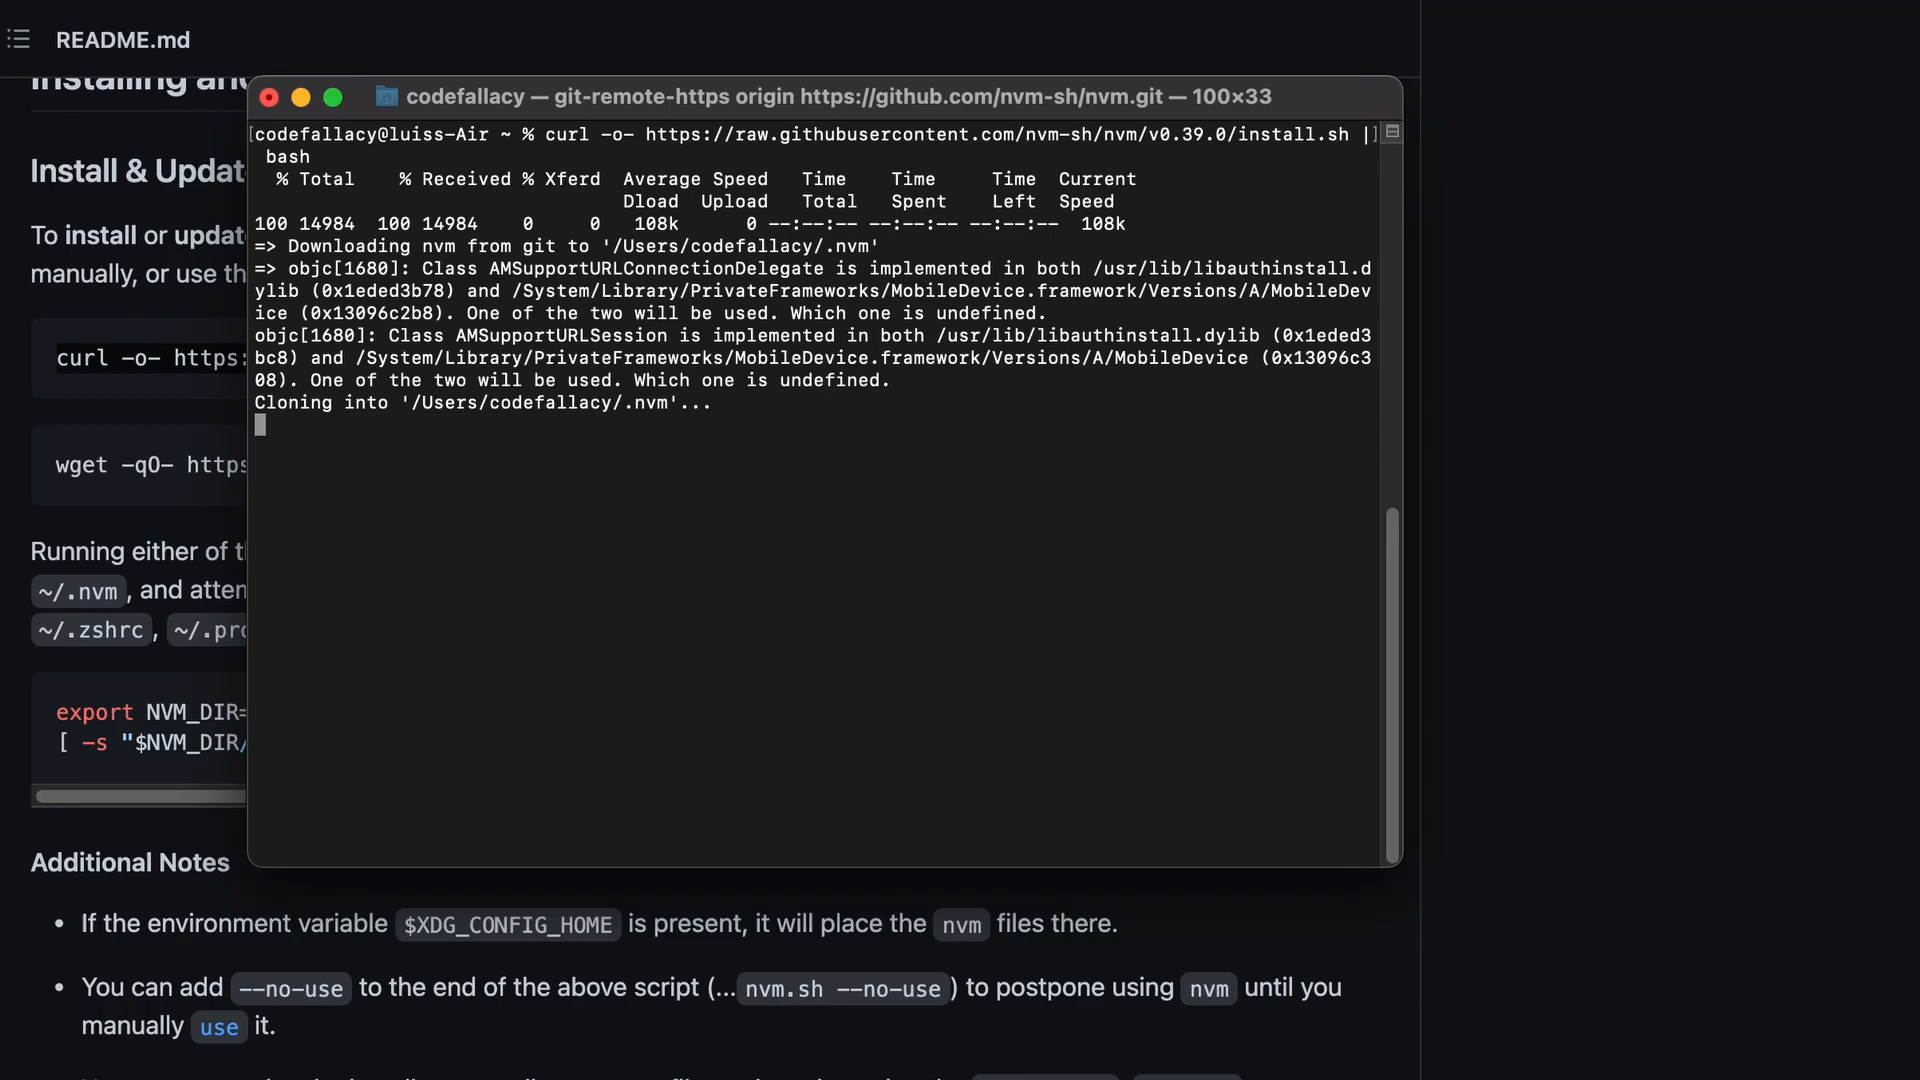 README.md
Installing and
codefallacy — git-remote-https origin https://github.com/nvm-sh/nvm.git — 100×33
[codefallacy@luiss-Air ~ % curl -o- https://raw.githubusercontent.com/nvm-sh/nvm/v0.39.0/install.sh |]
bash
% Total    % Received % Xferd  Average Speed   Time    Time     Time  Current
Dload  Upload   Total   Spent    Left  Speed
100 14984  100 14984    0     0   108k      0 --:--:-- --:--:-- --:--:--  108k
=> Downloading nvm from git to '/Users/codefallacy/.nvm'
=> objc[1680]: Class AMSupportURLConnectionDelegate is implemented in both /usr/lib/libauthinstall.d
ylib (0x1eded3b78) and /System/Library/PrivateFrameworks/MobileDevice.framework/Versions/A/MobileDev
ice (0x13096c2b8). One of the two will be used. Which one is undefined.
objc[1680]: Class AMSupportURLSession is implemented in both /usr/lib/libauthinstall.dylib (0x1eded3
bc8) and /System/Library/PrivateFrameworks/MobileDevice.framework/Versions/A/MobileDevice (0x13096c3
08). One of the two will be used. Which one is undefined.
Cloning into '/Users/codefallacy/.nvm'...
Install & Updat
To install or updat
manually, or use th
curl -o- https:
wget -qO- https
Running either of t
~/.nvm, and atten
~/.zshrc, ~/.pro
export NVM_DIR=
[ -s "$NVM_DIR/
Additional Notes
• If the environment variable $XDG_CONFIG_HOME is present, it will place the nvm files there.
• You can add --no-use to the end of the above script (...nvm.sh --no-use) to postpone using nvm until you
manually use it.